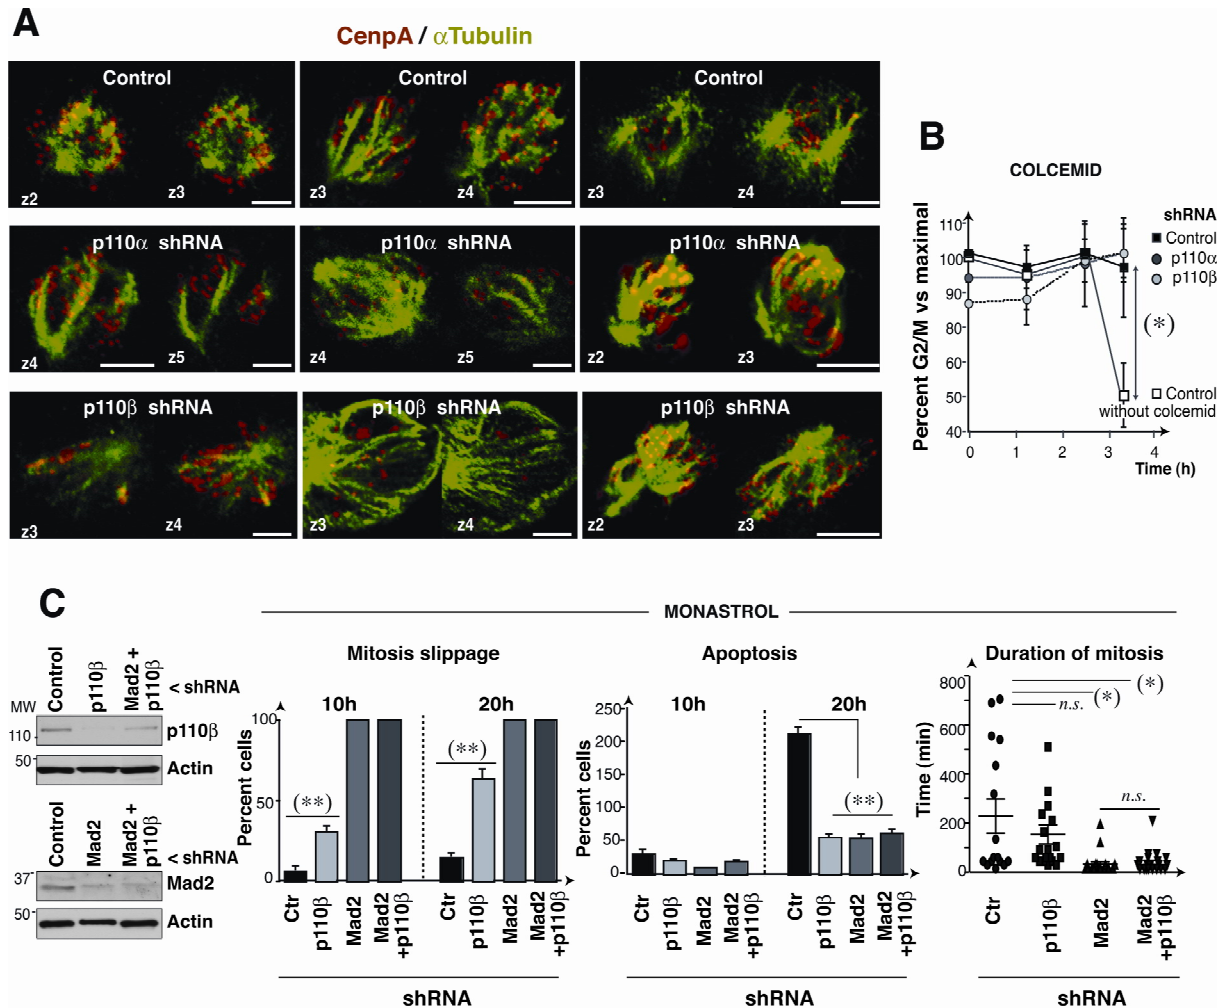 A
CenpA / αTubulin
Control
Control
Control
z2
z3
z3
z4
z3
z4
p110α shRNA
p110α shRNA
p110α shRNA
z4
z5
z4
z5
z2
z3
p110β shRNA
p110β shRNA
p110β shRNA
z3
z4
z3
z4
z2
z3
B
COLCEMID
Percent G2/M vs maximal
110
100
90
80
70
60
50
40
0
1
2
3
4
Time (h)
shRNA
Control
p110α
p110β
(*)
Control
without colcemid
C
MONASTROL
Control
p110β
Mad2 +
p110β
< shRNA
MW
110
p110β
50
Actin
Control
Mad2
Mad2 +
p110β
< shRNA
37
Mad2
50
Actin
Mitosis slippage
10h
20h
Percent cells
100
50
0
(**)
(**)
Ctr
p110β
Mad2
Mad2
+p110β
Ctr
p110β
Mad2
Mad2
+p110β
shRNA
Apoptosis
10h
20h
Percent cells
250
200
150
100
50
0
(**)
Ctr
p110β
Mad2
Mad2
+p110β
Ctr
p110β
Mad2
Mad2
+p110β
shRNA
Duration of mitosis
Time (min)
800
600
400
200
0
(*)
(*)
n.s.
n.s.
Ctr
p110β
Mad2
Mad2
+p110β
shRNA